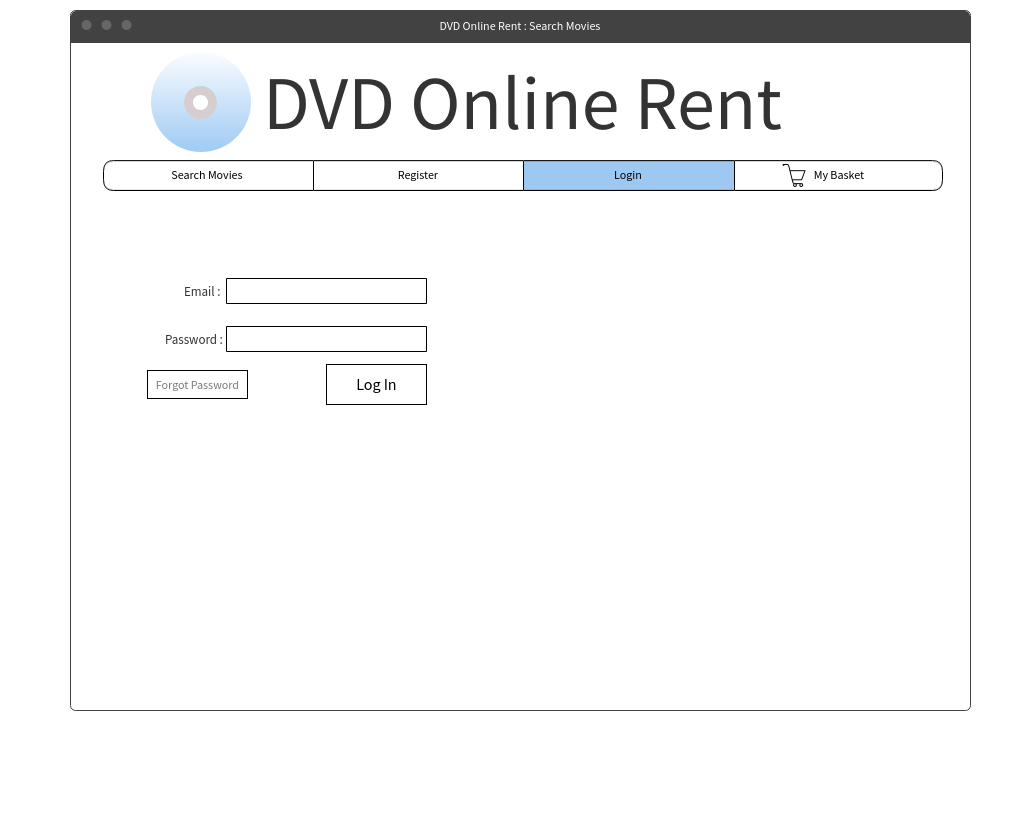 DVD Online Rent : Search Movies
DVD Online Rent
Search Movies
Register
Login
My Basket
Email :
Password :
Forgot Password
Log In